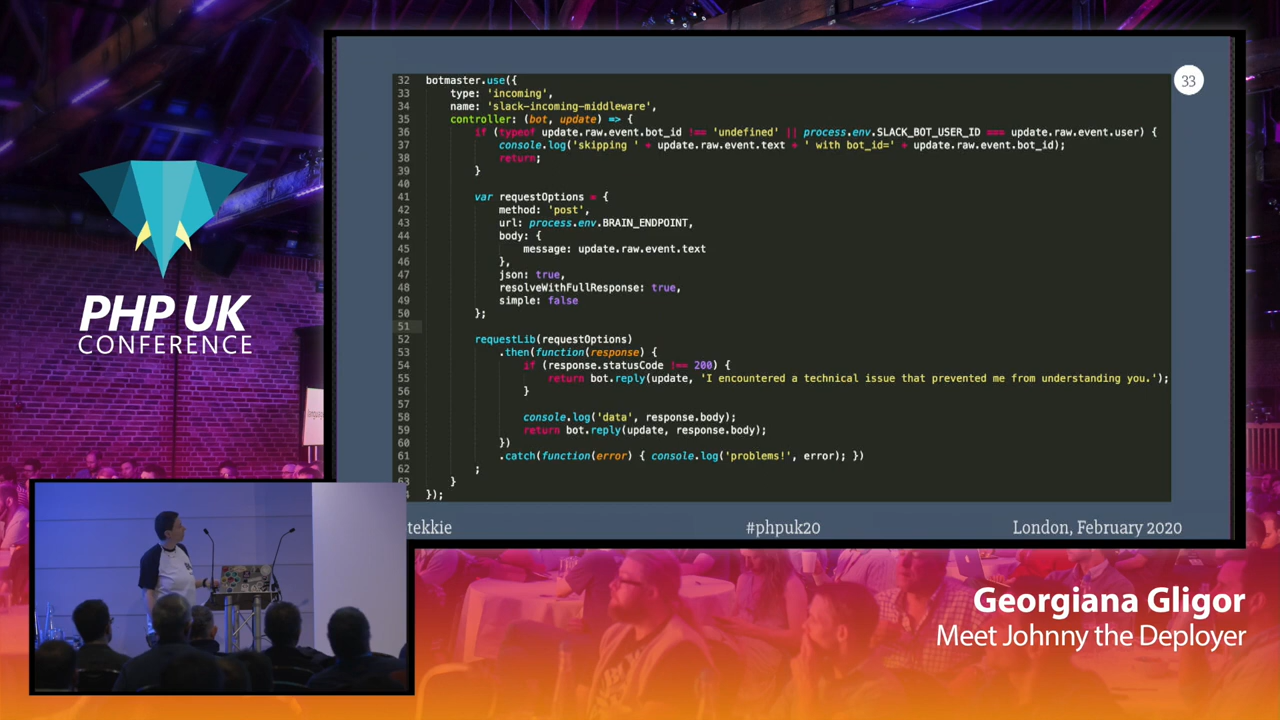 PHP UK
CONFERENCE
33
32 botmaster.use({
33 type: 'incoming',
34 name: 'slack-incoming-middleware',
35 controller: (bot, update) => {
36 if (typeof update.raw.event.bot_id !== 'undefined' || process.env.SLACK_BOT_USER_ID === update.raw.event.user) {
37 console.log('skipping ' + update.raw.event.text + ' with bot_id=' + update.raw.event.bot_id);
38 return;
39 }
40
41 var requestOptions = {
42 method: 'post',
43 url: process.env.BRAIN_ENDPOINT,
44 body: {
45 message: update.raw.event.text
46 },
47 json: true,
48 resolveWithFullResponse: true,
49 simple: false
50 };
51
52 requestLib(requestOptions)
53 .then(function(response) {
54 if (response.statusCode !== 200) {
55 return bot.reply(update, 'I encountered a technical issue that prevented me from understanding you.');
56 }
57
58 console.log('data', response.body);
59 return bot.reply(update, response.body);
60 })
61 .catch(function(error) { console.log('problems!', error); })
62 ;
63 }
});
tekkie
#phpuk20
London, February 2020
Georgiana Gligor
Meet Johnny the Deployer